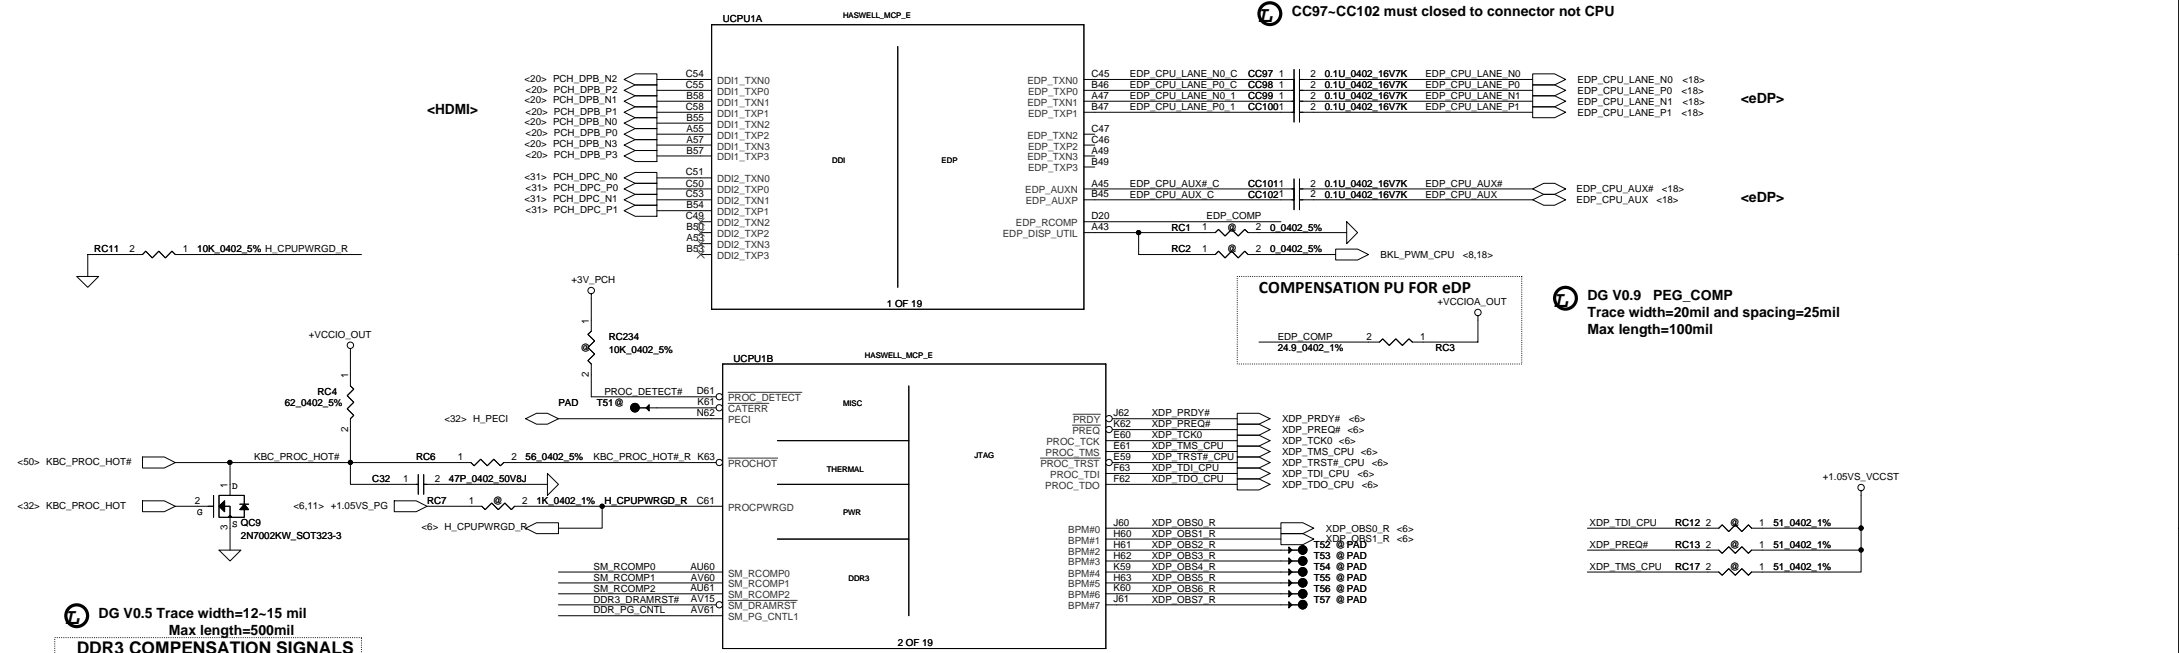 UCPU1A HASWELL_MCP_E
CC97~CC102 must closed to connector not CPU
<HDMI>
<20> PCH_DPB_N2 C54 DDI1_TXN0
<20> PCH_DPB_P2 C55 DDI1_TXP0
<20> PCH_DPB_N1 B58 DDI1_TXN1
<20> PCH_DPB_P1 C58 DDI1_TXP1
<20> PCH_DPB_N0 B55 DDI1_TXN2
<20> PCH_DPB_P0 A55 DDI1_TXP2
<20> PCH_DPB_N3 A57 DDI1_TXN3
<20> PCH_DPB_P3 B57 DDI1_TXP3
<31> PCH_DPC_N0 C51 DDI2_TXN0
<31> PCH_DPC_P0 C50 DDI2_TXP0
<31> PCH_DPC_N1 C53 DDI2_TXN1
<31> PCH_DPC_P1 B54 DDI2_TXP1
C49 DDI2_TXN2
B50 DDI2_TXP2
A53 DDI2_TXN3
B53 DDI2_TXP3
DDI
EDP
EDP_TXN0 C45 EDP_CPU_LANE_N0_C CC97 1 2 0.1U_0402_16V7K EDP_CPU_LANE_N0 EDP_CPU_LANE_N0 <18>
EDP_TXP0 B46 EDP_CPU_LANE_P0_C CC98 1 2 0.1U_0402_16V7K EDP_CPU_LANE_P0 EDP_CPU_LANE_P0 <18>
EDP_TXN1 A47 EDP_CPU_LANE_N0_1 CC99 1 2 0.1U_0402_16V7K EDP_CPU_LANE_N1 EDP_CPU_LANE_N1 <18>
EDP_TXP1 B47 EDP_CPU_LANE_P0_1 CC100 1 2 0.1U_0402_16V7K EDP_CPU_LANE_P1 EDP_CPU_LANE_P1 <18>
<eDP>
EDP_TXN2 C47
EDP_TXP2 C46
EDP_TXN3 A49
EDP_TXP3 B49
EDP_AUXN A45 EDP_CPU_AUX#_C CC101 1 2 0.1U_0402_16V7K EDP_CPU_AUX# EDP_CPU_AUX# <18>
EDP_AUXP B45 EDP_CPU_AUX_C CC102 1 2 0.1U_0402_16V7K EDP_CPU_AUX EDP_CPU_AUX <18>
<eDP>
EDP_RCOMP D20 EDP_COMP
EDP_DISP_UTIL A43 RC1 1 @ 2 0_0402_5%
RC2 1 @ 2 0_0402_5% BKL_PWM_CPU <8,18>
1 OF 19
RC11 2 1 10K_0402_5% H_CPUPWRGD_R
COMPENSATION PU FOR eDP
+VCCIOA_OUT
EDP_COMP 2 1
24.9_0402_1% RC3
DG V0.9 PEG_COMP
Trace width=20mil and spacing=25mil
Max length=100mil
+3V_PCH
1
RC234
@ 10K_0402_5%
2
+VCCIO_OUT
1
RC4
62_0402_5%
2
UCPU1B HASWELL_MCP_E
PROC_DETECT# D61 PROC_DETECT
PAD T51 @ K61 CATERR
<32> H_PECI N62 PECI
<50> KBC_PROC_HOT# KBC_PROC_HOT# RC6 1 2 56_0402_5% KBC_PROC_HOT#_R K63 PROCHOT
C32 1 2 47P_0402_50V8J
<32> KBC_PROC_HOT 2 G 1 D 3 S
QC9
2N7002KW_SOT323-3
<6,11> +1.05VS_PG RC7 1 @ 2 1K_0402_1% H_CPUPWRGD_R C61 PROCPWRGD
<6> H_CPUPWRGD_R
SM_RCOMP0 AU60 SM_RCOMP0
SM_RCOMP1 AV60 SM_RCOMP1
SM_RCOMP2 AU61 SM_RCOMP2
DDR3_DRAMRST# AV15 SM_DRAMRST
DDR_PG_CNTL AV61 SM_PG_CNTL1
MISC
THERMAL
PWR
DDR3
JTAG
PRDY J62 XDP_PRDY# XDP_PRDY# <6>
PREQ K62 XDP_PREQ# XDP_PREQ# <6>
PROC_TCK E60 XDP_TCK0 XDP_TCK0 <6>
PROC_TMS E61 XDP_TMS_CPU XDP_TMS_CPU <6>
PROC_TRST E59 XDP_TRST#_CPU XDP_TRST#_CPU <6>
PROC_TDI F63 XDP_TDI_CPU XDP_TDI_CPU <6>
PROC_TDO F62 XDP_TDO_CPU XDP_TDO_CPU <6>
BPM#0 J60 XDP_OBS0_R XDP_OBS0_R <6>
BPM#1 H60 XDP_OBS1_R XDP_OBS1_R <6>
BPM#2 H61 XDP_OBS2_R T52 @ PAD
BPM#3 H62 XDP_OBS3_R T53 @ PAD
BPM#4 K59 XDP_OBS4_R T54 @ PAD
BPM#5 H63 XDP_OBS5_R T55 @ PAD
BPM#6 K60 XDP_OBS6_R T56 @ PAD
BPM#7 J61 XDP_OBS7_R T57 @ PAD
2 OF 19
+1.05VS_VCCST
XDP_TDI_CPU RC12 2 @ 1 51_0402_1%
XDP_PREQ# RC13 2 @ 1 51_0402_1%
XDP_TMS_CPU RC17 2 @ 1 51_0402_1%
DG V0.5 Trace width=12~15 mil
Max length=500mil
DDR3 COMPENSATION SIGNALS